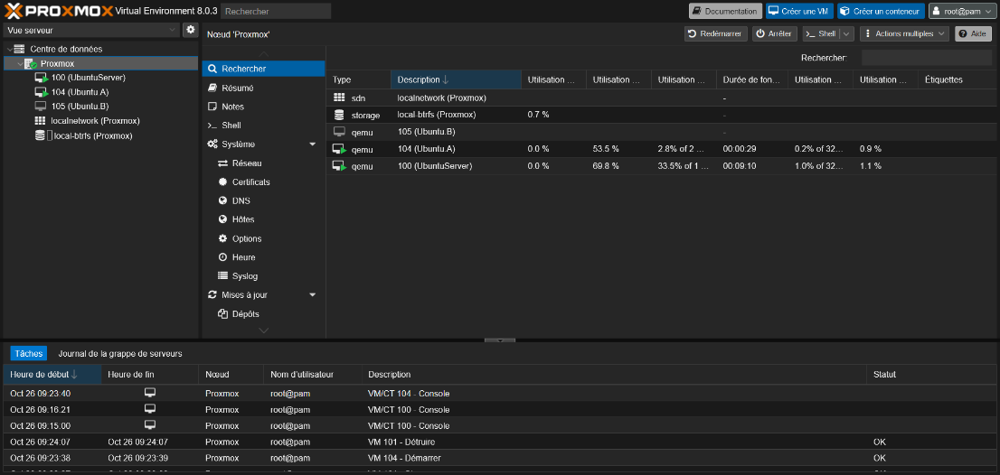 PROXMOX Virtual Environment 8.0.3 Rechercher Documentation Créer une VM Créer un conteneur root@pam
Vue serveur
Nœud 'Proxmox' Redémarrer Arrêter Shell Actions multiples Aide
Centre de données
Proxmox
100 (UbuntuServer)
104 (Ubuntu.A)
105 (Ubuntu.B)
localnetwork (Proxmox)
local-btrfs (Proxmox)
Rechercher
Résumé
Notes
Shell
Système
Réseau
Certificats
DNS
Hôtes
Options
Heure
Syslog
Mises à jour
Dépôts
Rechercher:
Type Description Utilisation ... Utilisation ... Utilisation ... Durée de fon... Utilisation ... Utilisation ... Étiquettes
sdn localnetwork (Proxmox) -
storage local-btrfs (Proxmox) 0.7 % -
qemu 105 (Ubuntu.B) -
qemu 104 (Ubuntu.A) 0.0 % 53.5 % 2.8% of 2 ... 00:00:29 0.2% of 32... 0.9 %
qemu 100 (UbuntuServer) 0.0 % 69.8 % 33.5% of 1 ... 00:09:10 1.0% of 32... 1.1 %
Tâches Journal de la grappe de serveurs
Heure de début Heure de fin Nœud Nom d'utilisateur Description Statut
Oct 26 09:23:40 Proxmox root@pam VM/CT 104 - Console
Oct 26 09:16:21 Proxmox root@pam VM/CT 100 - Console
Oct 26 09:15:00 Proxmox root@pam VM/CT 100 - Console
Oct 26 09:24:07 Oct 26 09:24:07 Proxmox root@pam VM 101 - Détruire OK
Oct 26 09:23:38 Oct 26 09:23:39 Proxmox root@pam VM 104 - Démarrer OK